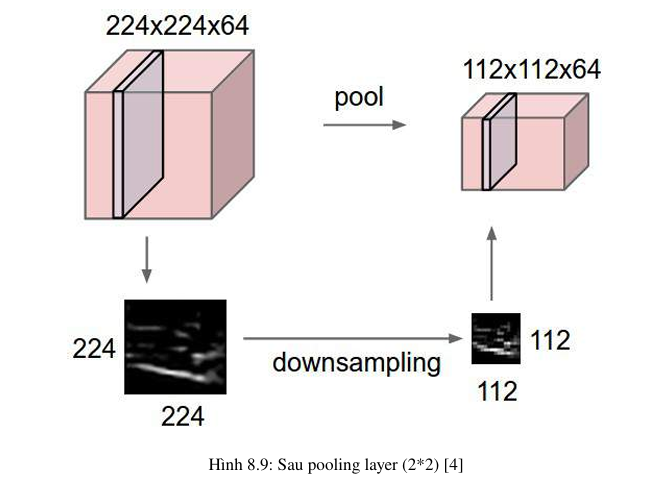 224x224x64
112x112x64
pool
224
224
downsampling
112
112
Hình 8.9: Sau pooling layer (2*2) [4]